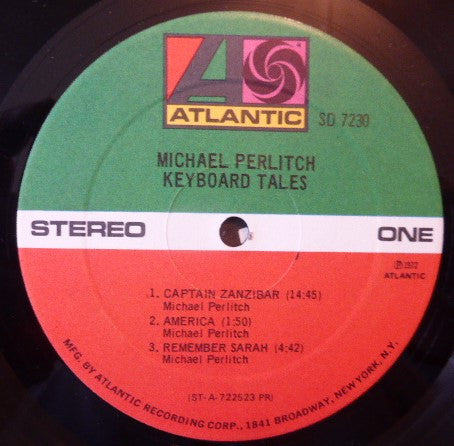 ATLANTIC
SD 7230
MICHAEL PERLITCH
KEYBOARD TALES
STEREO
ONE
℗ 1972
ATLANTIC
1. CAPTAIN ZANZIBAR (14:45)
Michael Perlitch
2. AMERICA (1:50)
Michael Perlitch
3. REMEMBER SARAH (4:42)
Michael Perlitch
(ST-A-722523 PR)
MFG. BY ATLANTIC RECORDING CORP., 1841 BROADWAY, NEW YORK, N.Y.